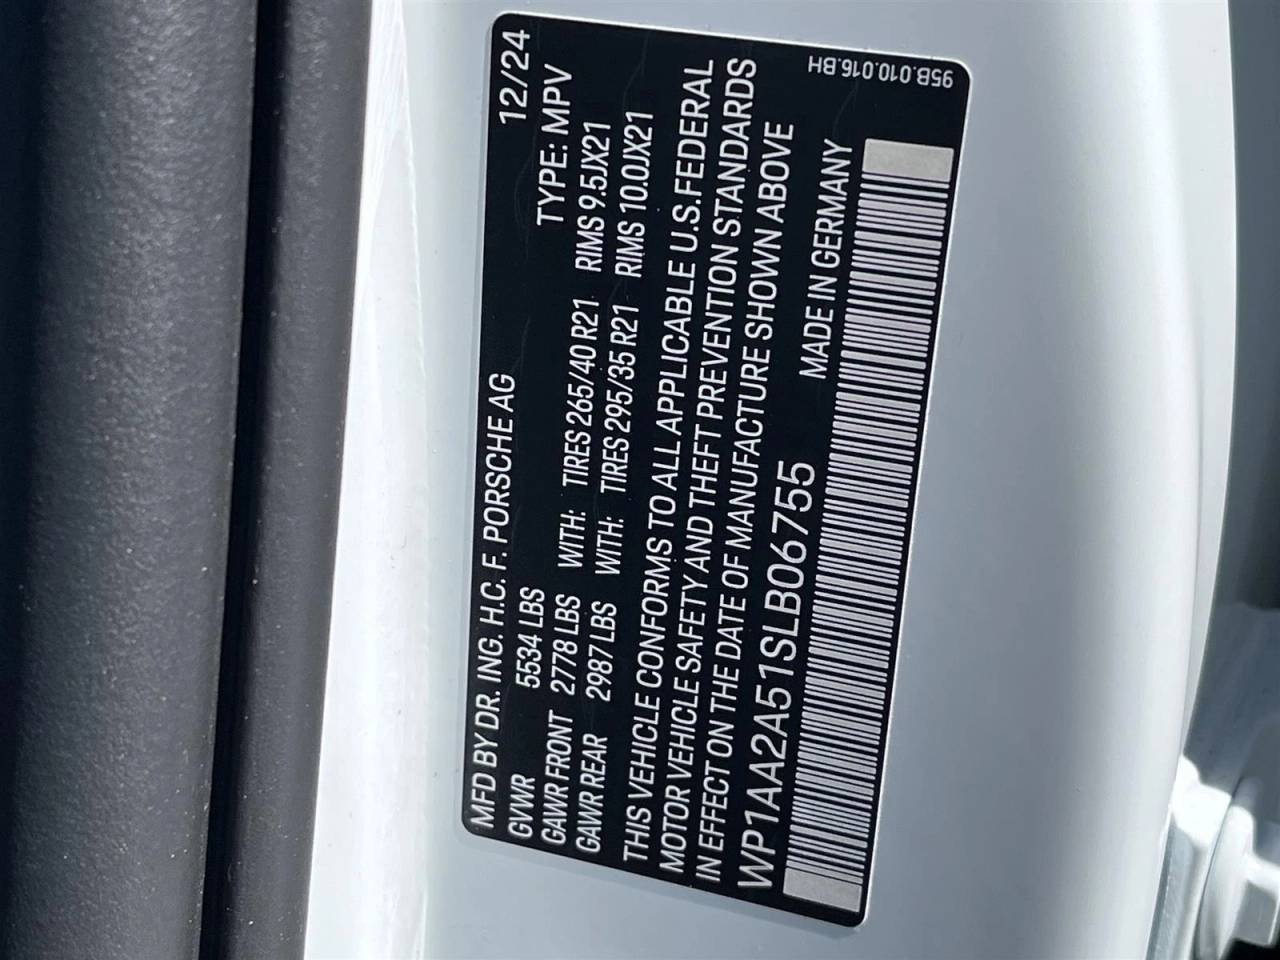 MFD BY DR. ING. H.C. F. PORSCHE AG 12/24
GVWR 5534 LBS TYPE: MPV
GAWR FRONT 2778 LBS WITH: TIRES 265/40 R21 RIMS 9.5JX21
GAWR REAR 2987 LBS WITH: TIRES 295/35 R21 RIMS 10.0JX21
THIS VEHICLE CONFORMS TO ALL APPLICABLE U.S.FEDERAL
MOTOR VEHICLE SAFETY AND THEFT PREVENTION STANDARDS
IN EFFECT ON THE DATE OF MANUFACTURE SHOWN ABOVE
WP1AA2A51SLB06755 MADE IN GERMANY
95B.010.016.BH